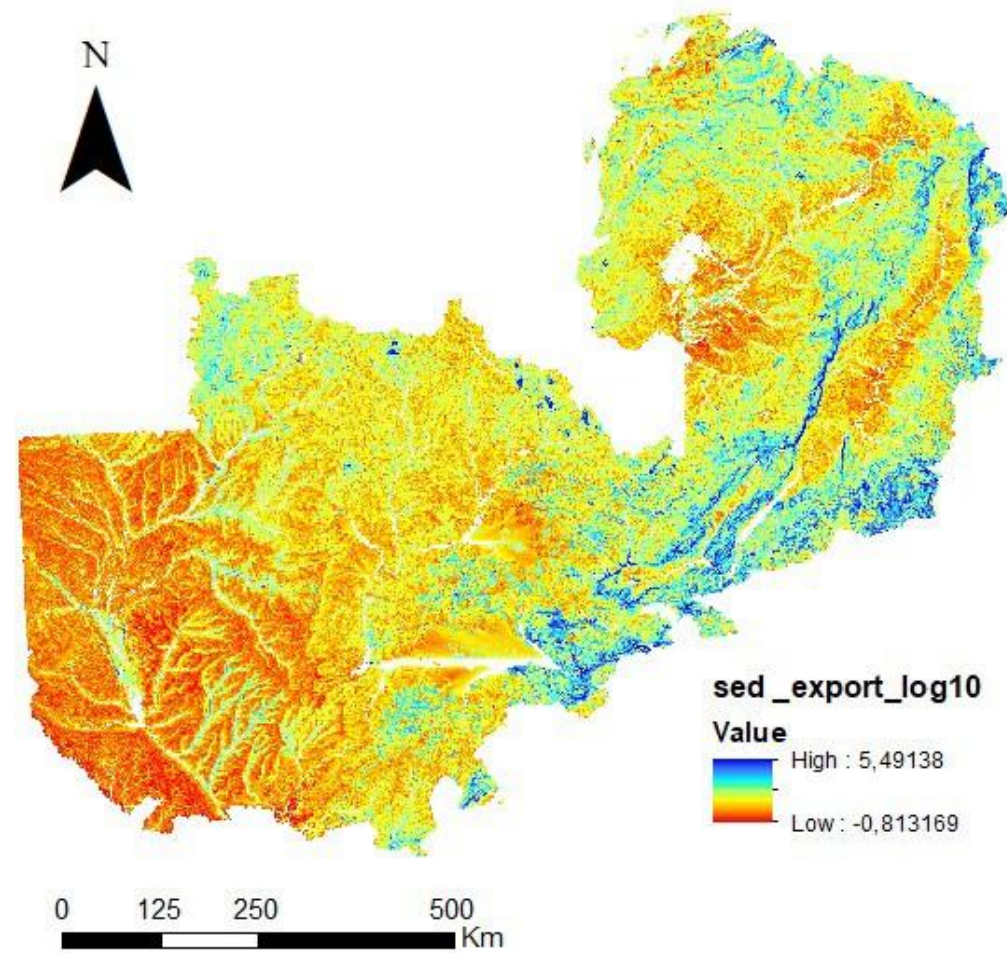 N
sed _export_log10
Value
High : 5,49138
Low : -0,813169
0 125 250 500
Km